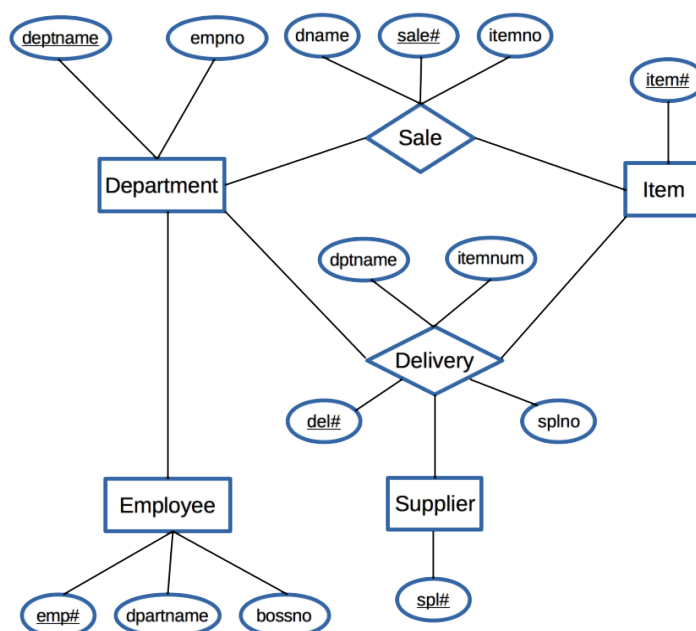 deptname
empno
dname
sale#
itemno
item#
Sale
Department
Item
dptname
itemnum
Delivery
del#
splno
Employee
Supplier
emp#
dpartname
bossno
spl#